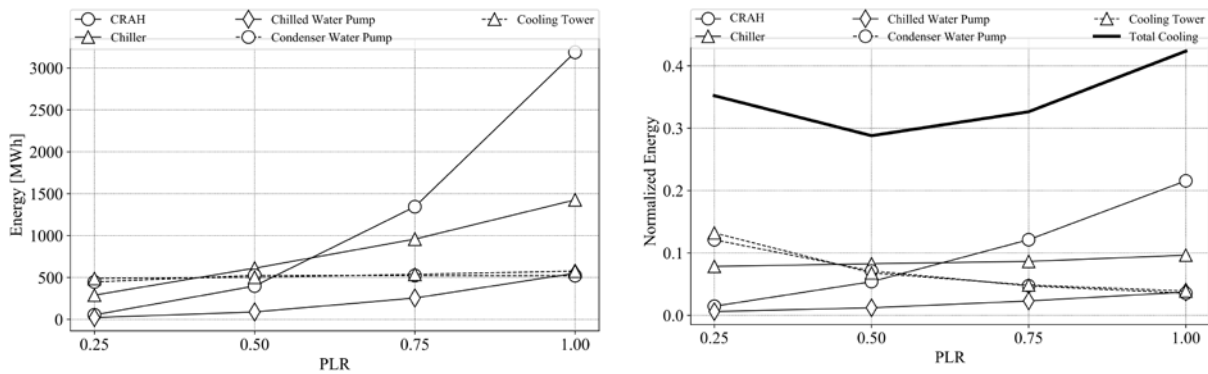 CRAH Chilled Water Pump Cooling Tower
Chiller Condenser Water Pump
3000
2500
2000
1500
1000
500
0
Energy [MWh]
0.25 0.50 0.75 1.00
PLR
CRAH Chilled Water Pump Cooling Tower
Chiller Condenser Water Pump Total Cooling
0.4
0.3
0.2
0.1
0.0
Normalized Energy
0.25 0.50 0.75 1.00
PLR